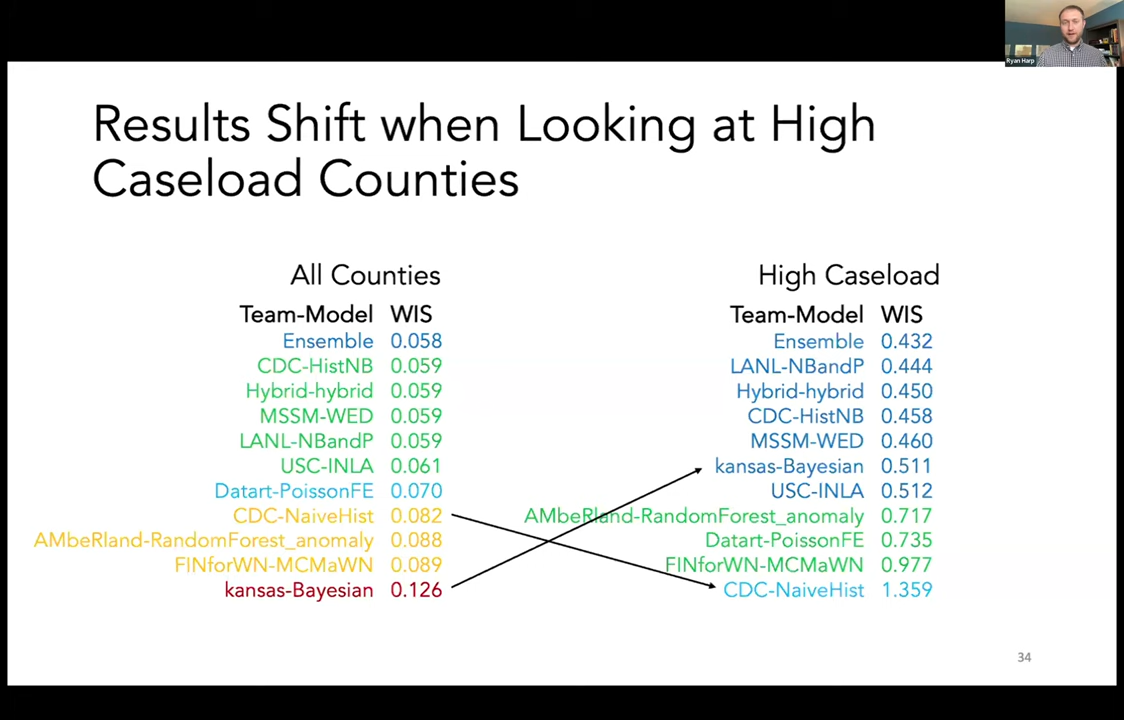 Ryan Harp
Results Shift when Looking at High
Caseload Counties
All Counties
Team-Model WIS
Ensemble 0.058
CDC-HistNB 0.059
Hybrid-hybrid 0.059
MSSM-WED 0.059
LANL-NBandP 0.059
USC-INLA 0.061
Datart-PoissonFE 0.070
CDC-NaiveHist 0.082
AMbeRland-RandomForest_anomaly 0.088
FINforWN-MCMaWN 0.089
kansas-Bayesian 0.126
High Caseload
Team-Model WIS
Ensemble 0.432
LANL-NBandP 0.444
Hybrid-hybrid 0.450
CDC-HistNB 0.458
MSSM-WED 0.460
kansas-Bayesian 0.511
USC-INLA 0.512
AMbeRland-RandomForest_anomaly 0.717
Datart-PoissonFE 0.735
FINforWN-MCMaWN 0.977
CDC-NaiveHist 1.359
34